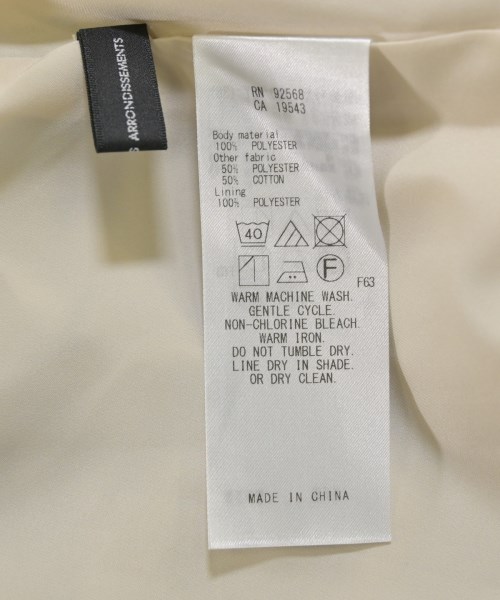 S ARRONDISSEMENTS
RN 92568
CA 19543
Body material
100% POLYESTER
Other fabric
50% POLYESTER
50% COTTON
Lining
100% POLYESTER
40
F
F63
WARM MACHINE WASH.
GENTLE CYCLE.
NON-CHLORINE BLEACH.
WARM IRON.
DO NOT TUMBLE DRY.
LINE DRY IN SHADE.
OR DRY CLEAN.
MADE IN CHINA